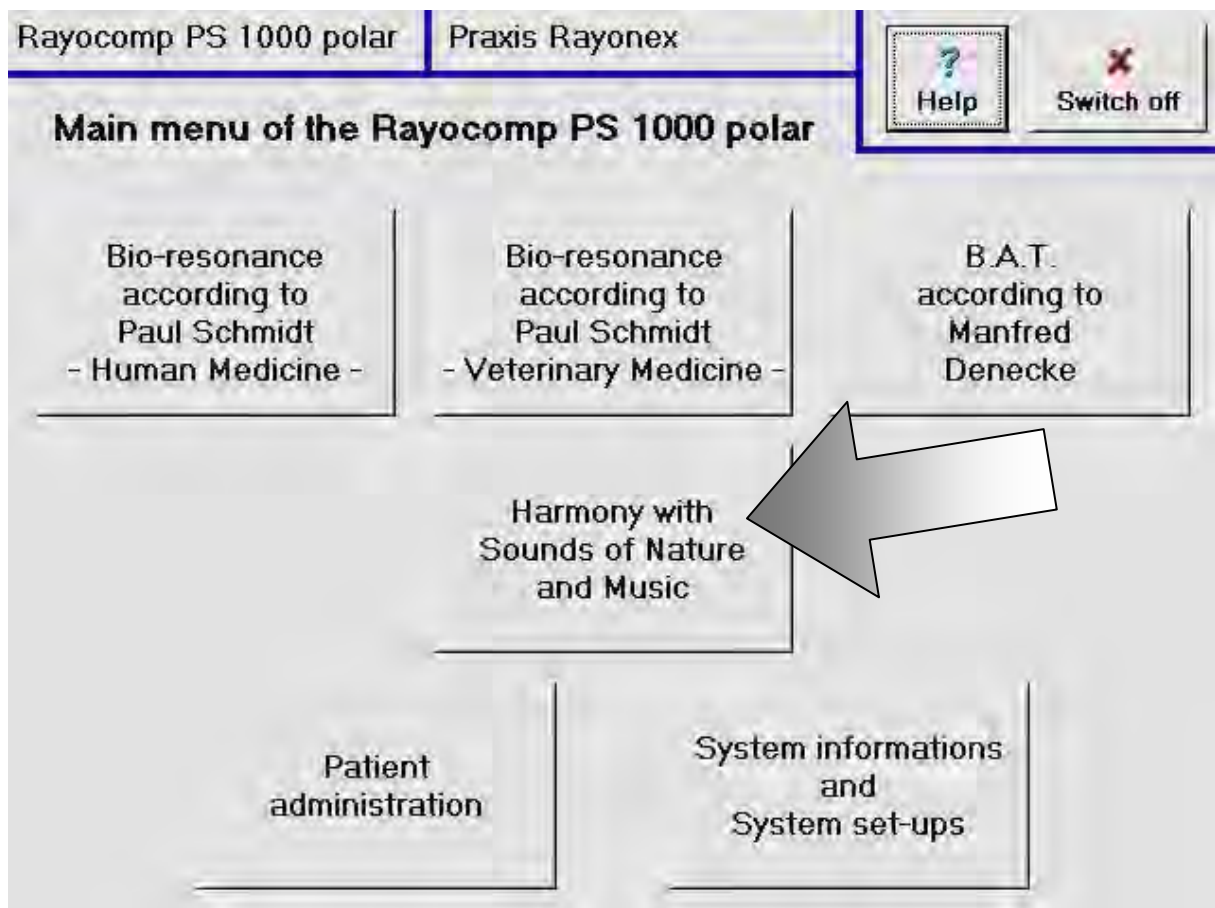 Rayocomp PS 1000 polar
Praxis Rayonex
?
Help
x
Switch off
Main menu of the Rayocomp PS 1000 polar
Bio-resonance
according to
Paul Schmidt
- Human Medicine -
Bio-resonance
according to
Paul Schmidt
- Veterinary Medicine -
B.A.T.
according to
Manfred
Denecke
Harmony with
Sounds of Nature
and Music
Patient
administration
System informations
and
System set-ups